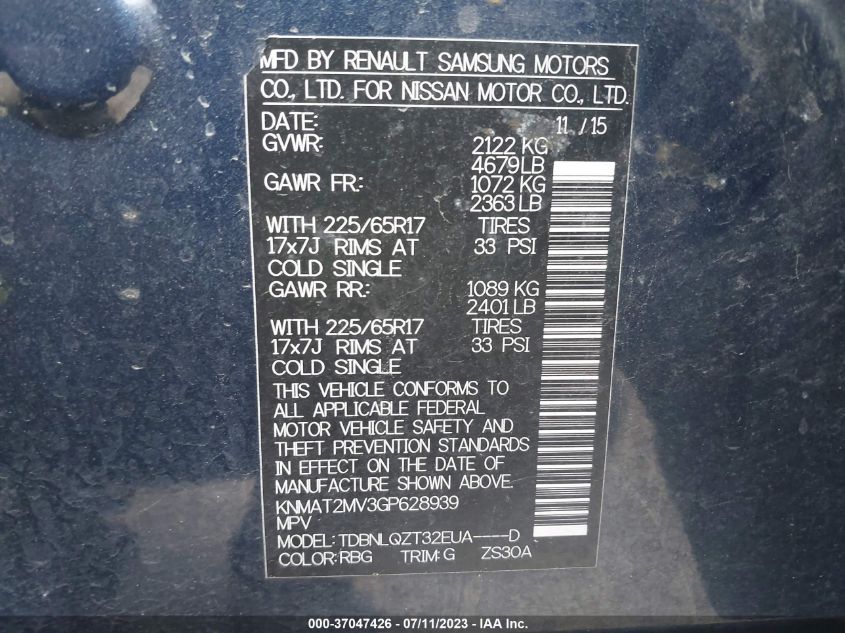 MFD BY RENAULT SAMSUNG MOTORS
CO., LTD. FOR NISSAN MOTOR CO., LTD.
DATE: 11 / 15
GVWR: 2122 KG
4679LB
GAWR FR.: 1072 KG
2363LB
WITH 225/65R17 TIRES
17x7J RIMS AT 33 PSI
COLD SINGLE
GAWR RR.: 1089 KG
2401LB
WITH 225/65R17 TIRES
17x7J RIMS AT 33 PSI
COLD SINGLE
THIS VEHICLE CONFORMS TO
ALL APPLICABLE FEDERAL
MOTOR VEHICLE SAFETY AND
THEFT PREVENTION STANDARDS
IN EFFECT ON THE DATE OF
MANUFACTURE SHOWN ABOVE.
KNMAT2MV3GP628939
MPV
MODEL: TDBNLQZT32EUA----D
COLOR:RBG TRIM:G ZS30A
000-37047426 - 07/11/2023 - IAA Inc.